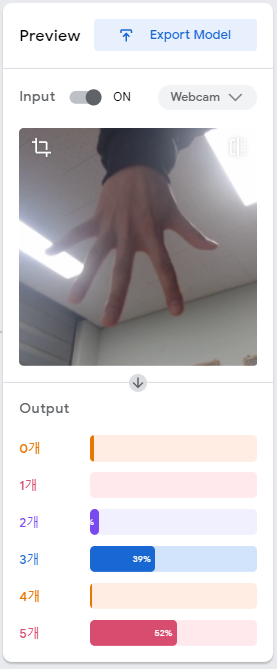 Preview
Export Model
Input
ON
Webcam
Output
0개
1개
2개
%
3개
39%
4개
5개
52%